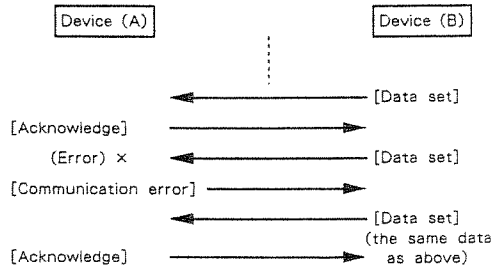 Device (A)
Device (B)
[Data set]
[Acknowledge]
(Error) ×
[Data set]
[Communication error]
[Data set]
(the same data
as above)
[Acknowledge]